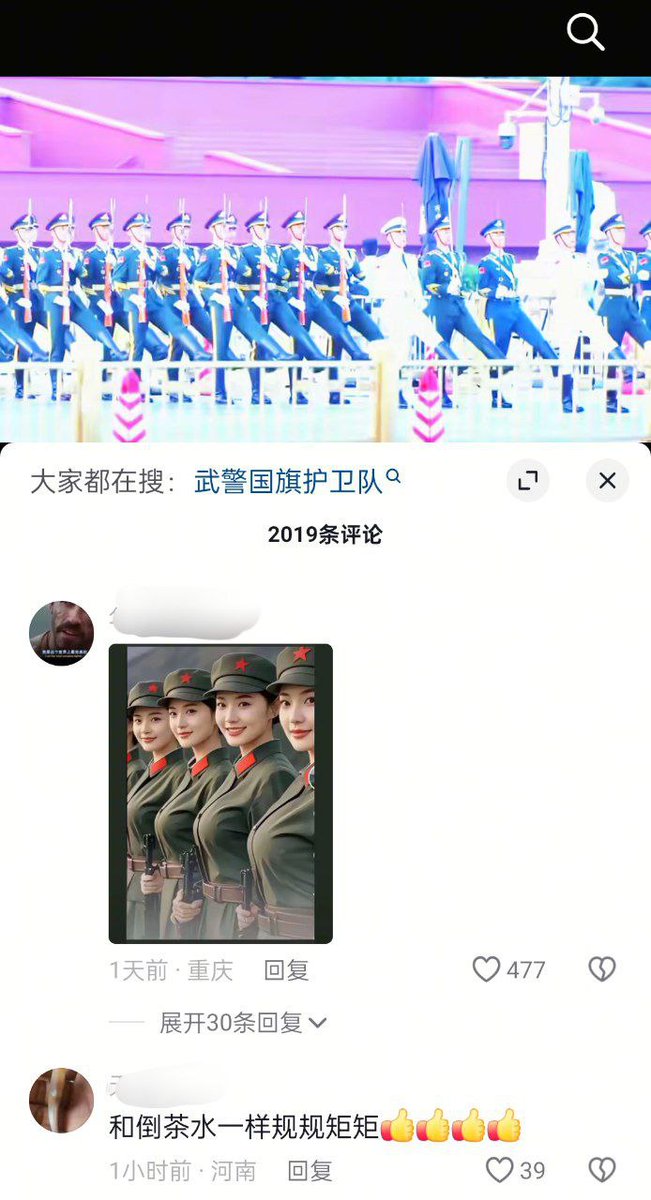 大家都在搜：武警国旗护卫队
2019条评论
1天前·重庆 回复
477
展开30条回复
和倒茶水一样规规矩矩👍👍👍👍
1小时前·河南 回复
39